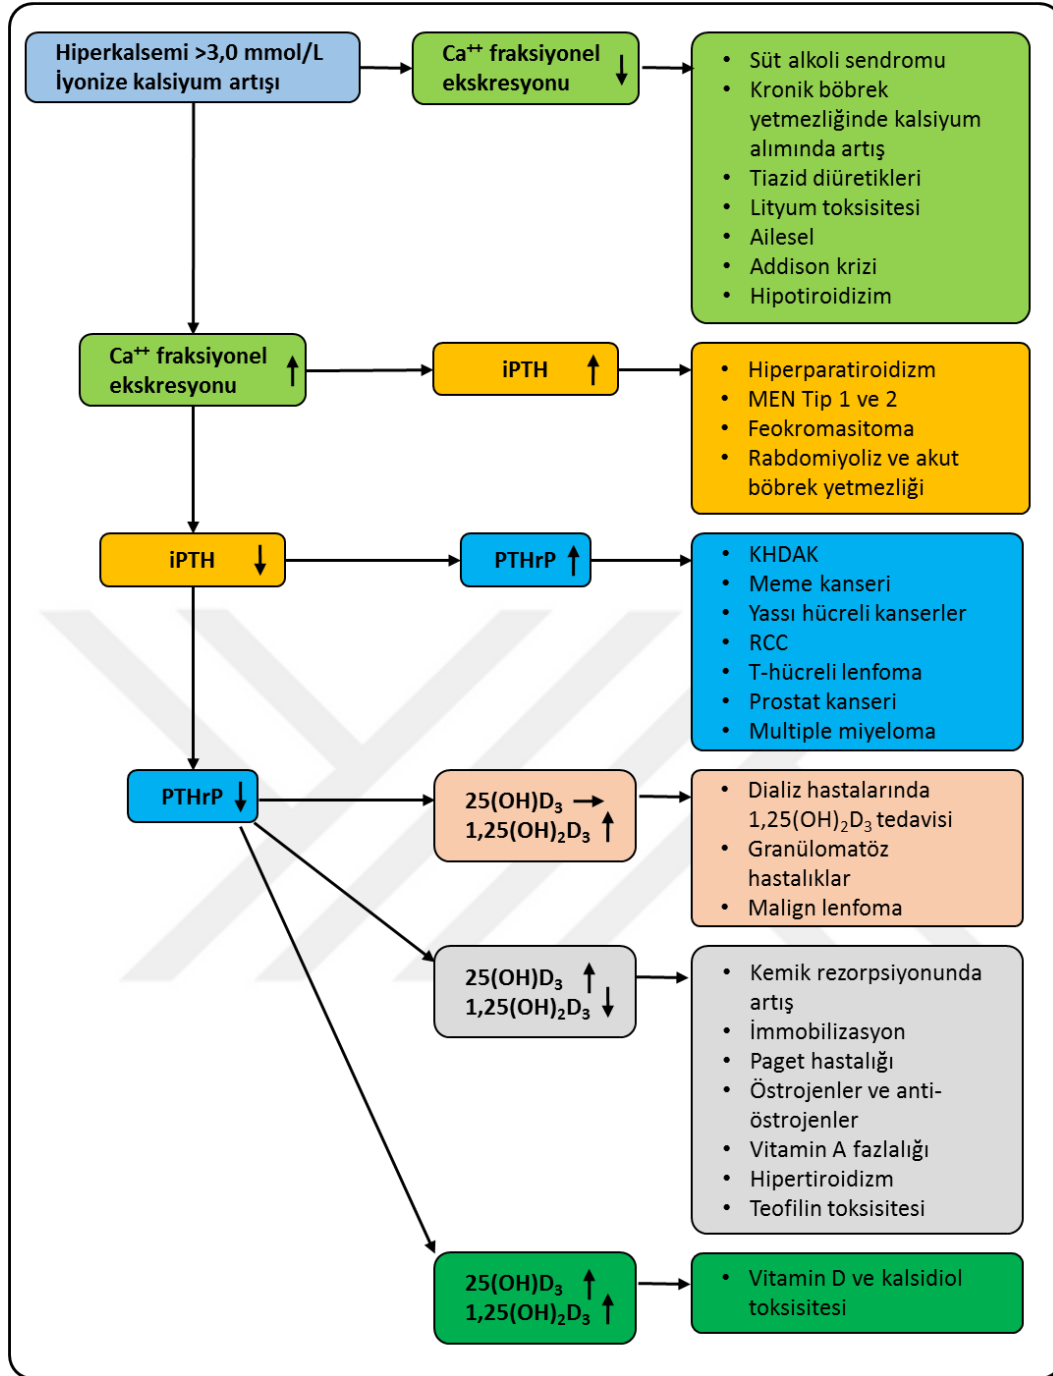 Hiperkalsemi >3,0 mmol/L
İyonize kalsiyum artışı
Ca⁺⁺ fraksiyonel
ekskresyonu ↓
• Süt alkoli sendromu
• Kronik böbrek
yetmezliğinde kalsiyum
alımında artış
• Tiazid diüretikleri
• Lityum toksisitesi
• Ailesel
• Addison krizi
• Hipotiroidizim
Ca⁺⁺ fraksiyonel
ekskresyonu ↑
iPTH ↑
• Hiperparatiroidizm
• MEN Tip 1 ve 2
• Feokromasitoma
• Rabdomiyoliz ve akut
böbrek yetmezliği
iPTH ↓
PTHrP ↑
• KHDAK
• Meme kanseri
• Yassı hücreli kanserler
• RCC
• T-hücreli lenfoma
• Prostat kanseri
• Multiple miyeloma
PTHrP ↓
25(OH)D₃ →
1,25(OH)₂D₃ ↑
• Dializ hastalarında
1,25(OH)₂D₃ tedavisi
• Granülomatöz
hastalıklar
• Malign lenfoma
25(OH)D₃ ↑
1,25(OH)₂D₃ ↓
• Kemik rezorpsiyonunda
artış
• İmmobilizasyon
• Paget hastalığı
• Östrojenler ve anti-
östrojenler
• Vitamin A fazlalığı
• Hipertiroidizm
• Teofilin toksisitesi
25(OH)D₃ ↑
1,25(OH)₂D₃ ↑
• Vitamin D ve kalsidiol
toksisitesi